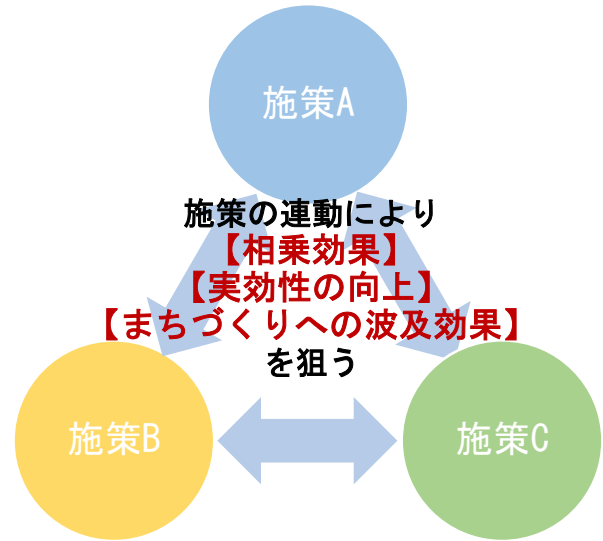 施策A
施策の連動により
【相乗効果】
【実効性の向上】
【まちづくりへの波及効果】
を狙う
施策B
施策C